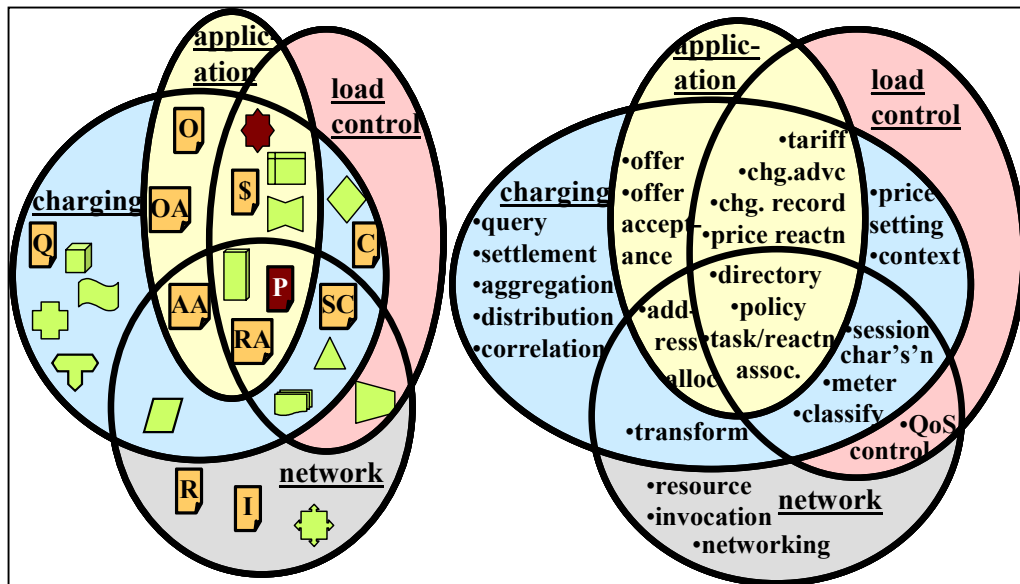 applic-
ation
load
control
charging
O
$
OA
Q
C
AA
P
SC
RA
network
R
I
applic-
ation
load
control
charging
•query
•settlement
•aggregation
•distribution
•correlation
•offer
•offer
accept-
ance
•tariff
•chg.advc
•chg. record
•price reactn
•price
setting
•context
•directory
•policy
•task/reactn
assoc.
•add-
ress
alloc
•session
char's'n
•meter
•classify
•QoS
control
•transform
•resource
•invocation
•networking
network